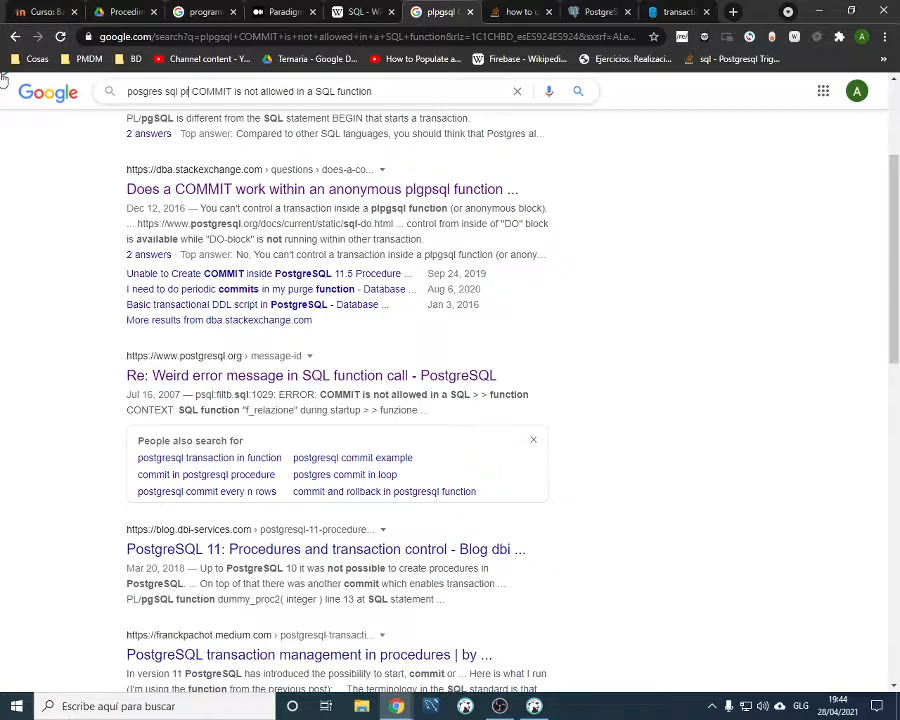 Curso: Ba
Procedim
programa
Paradigm
SQL - Wi
plpgsql C
how to u
PostgreS
transacti
google.com/search?q=plpgsql+COMMIT+is+not+allowed+in+a+SQL+function&rlz=1C1CHBD_esES924ES924&sxsrf=ALe...
Cosas
PMDM
BD
Channel content - Y...
Ternaria - Google D...
How to Populate a...
Firebase - Wikipedi...
Ejercicios. Realizaci...
sql - Postgresql Trig...
Google
posgres sql pl COMMIT is not allowed in a SQL function
A
PL/pgSQL is different from the SQL statement BEGIN that starts a transaction.
2 answers · Top answer: Compared to other SQL languages, you should think that Postgres al...
https://dba.stackexchange.com › questions › does-a-co...
Does a COMMIT work within an anonymous plgpsql function ...
Dec 12, 2016 — You can't control a transaction inside a plpgsql function (or anonymous block).
... https://www.postgresql.org/docs/current/static/sql-do.html ... control from inside of "DO" block
is available while "DO-block" is not running within other transaction.
2 answers · Top answer: No, You can't control a transaction inside a plpgsql function (or anony...
Unable to Create COMMIT inside PostgreSQL 11.5 Procedure ... Sep 24, 2019
I need to do periodic commits in my purge function - Database ... Aug 6, 2020
Basic transactional DDL script in PostgreSQL - Database ... Jan 3, 2016
More results from dba.stackexchange.com
https://www.postgresql.org › message-id
Re: Weird error message in SQL function call - PostgreSQL
Jul 16, 2007 — psql:filtb.sql:1029: ERROR: COMMIT is not allowed in a SQL > > function
CONTEXT: SQL function "f_relazione" during startup > > funzione ...
People also search for
postgresql transaction in function postgresql commit example
commit in postgresql procedure postgres commit in loop
postgresql commit every n rows commit and rollback in postgresql function
https://blog.dbi-services.com › postgresql-11-procedure...
PostgreSQL 11: Procedures and transaction control - Blog dbi ...
Mar 20, 2018 — Up to PostgreSQL 10 it was not possible to create procedures in
PostgreSQL. ... On top of that there was another commit which enables transaction ...
PL/pgSQL function dummy_proc2( integer ) line 13 at SQL statement ...
https://franckpachot.medium.com › postgresql-transacti...
PostgreSQL transaction management in procedures | by ...
In version 11 PostgreSQL has introduced the possibility to start, commit or ... Here is what I run
(I'm using the function from the previous post): ... The terminology in the SQL standard is that
Escribe aquí para buscar
GLG
19:44
28/04/2021